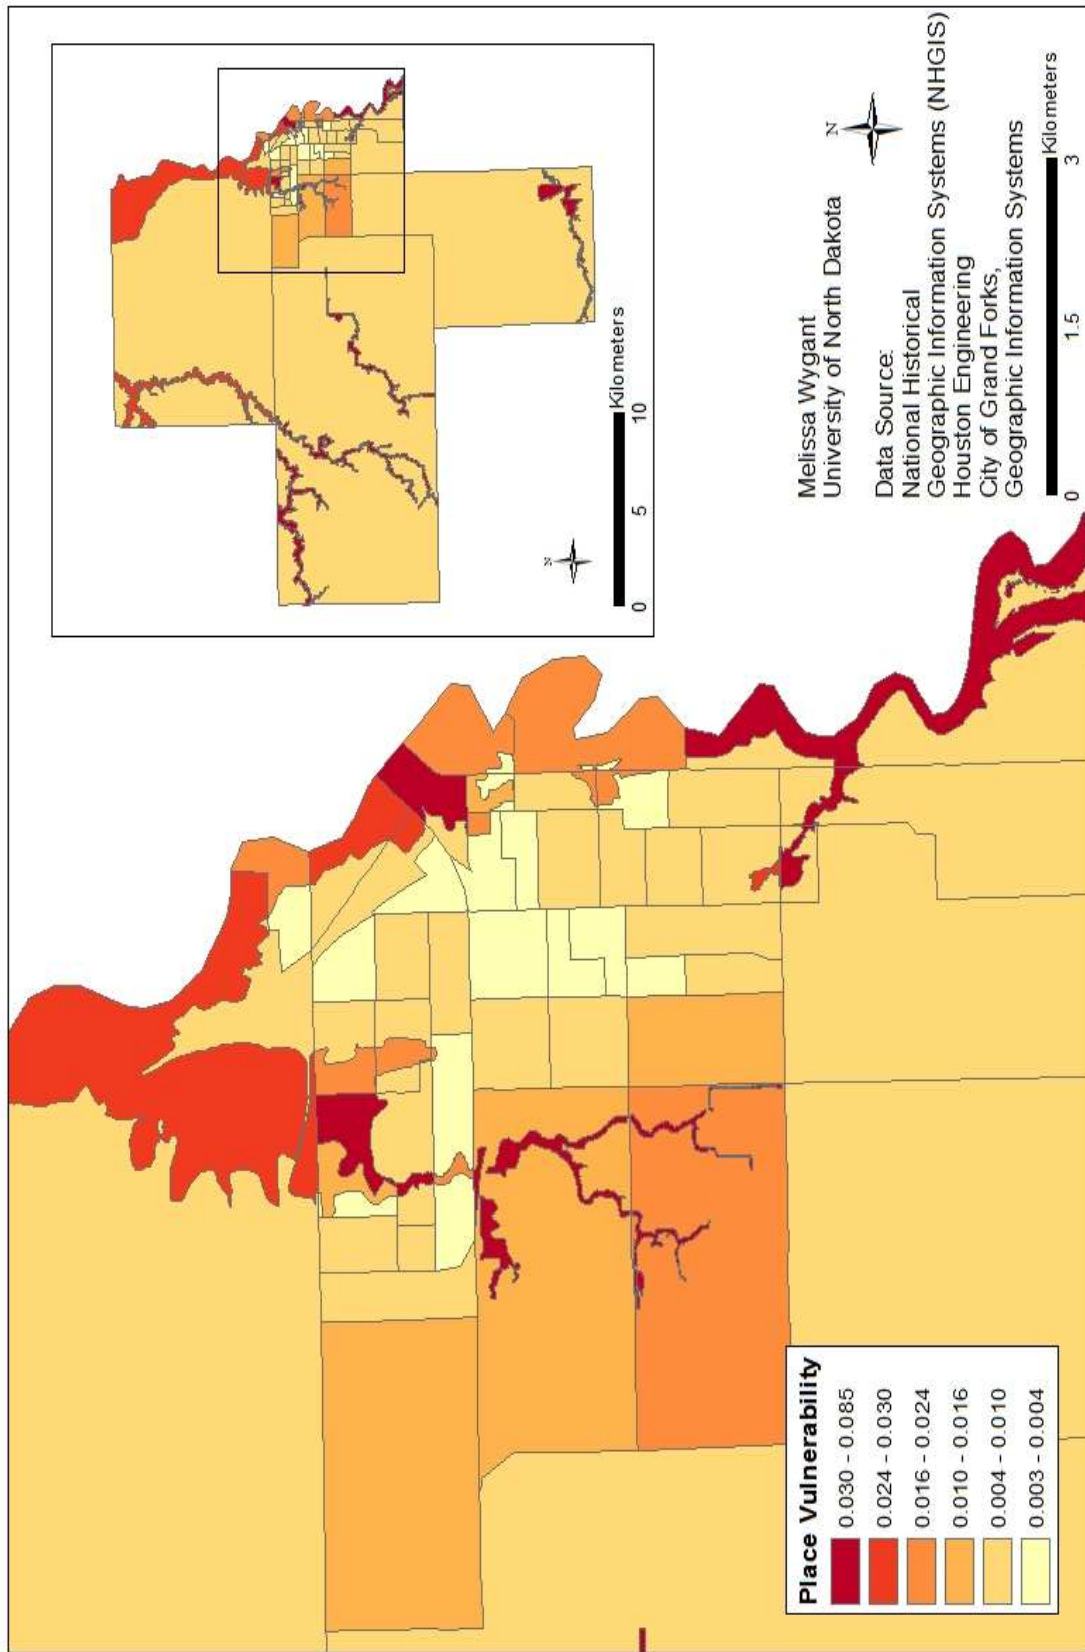 N
0
5
10
Kilometers
N
Melissa Wygant
University of North Dakota
Data Source:
National Historical
Geographic Information Systems (NHGIS)
Houston Engineering
City of Grand Forks,
Geographic Information Systems
0
1.5
3
Kilometers
Place Vulnerability
0.030 - 0.085
0.024 - 0.030
0.016 - 0.024
0.010 - 0.016
0.004 - 0.010
0.003 - 0.004